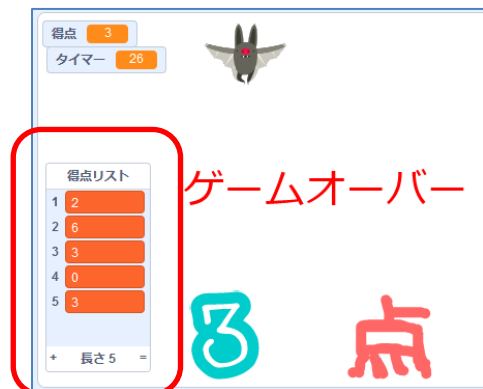 得点 3
タイマー 26
得点リスト
1 2
2 6
3 3
4 0
5 3
+ 長さ 5 =
ゲームオーバー
3 点